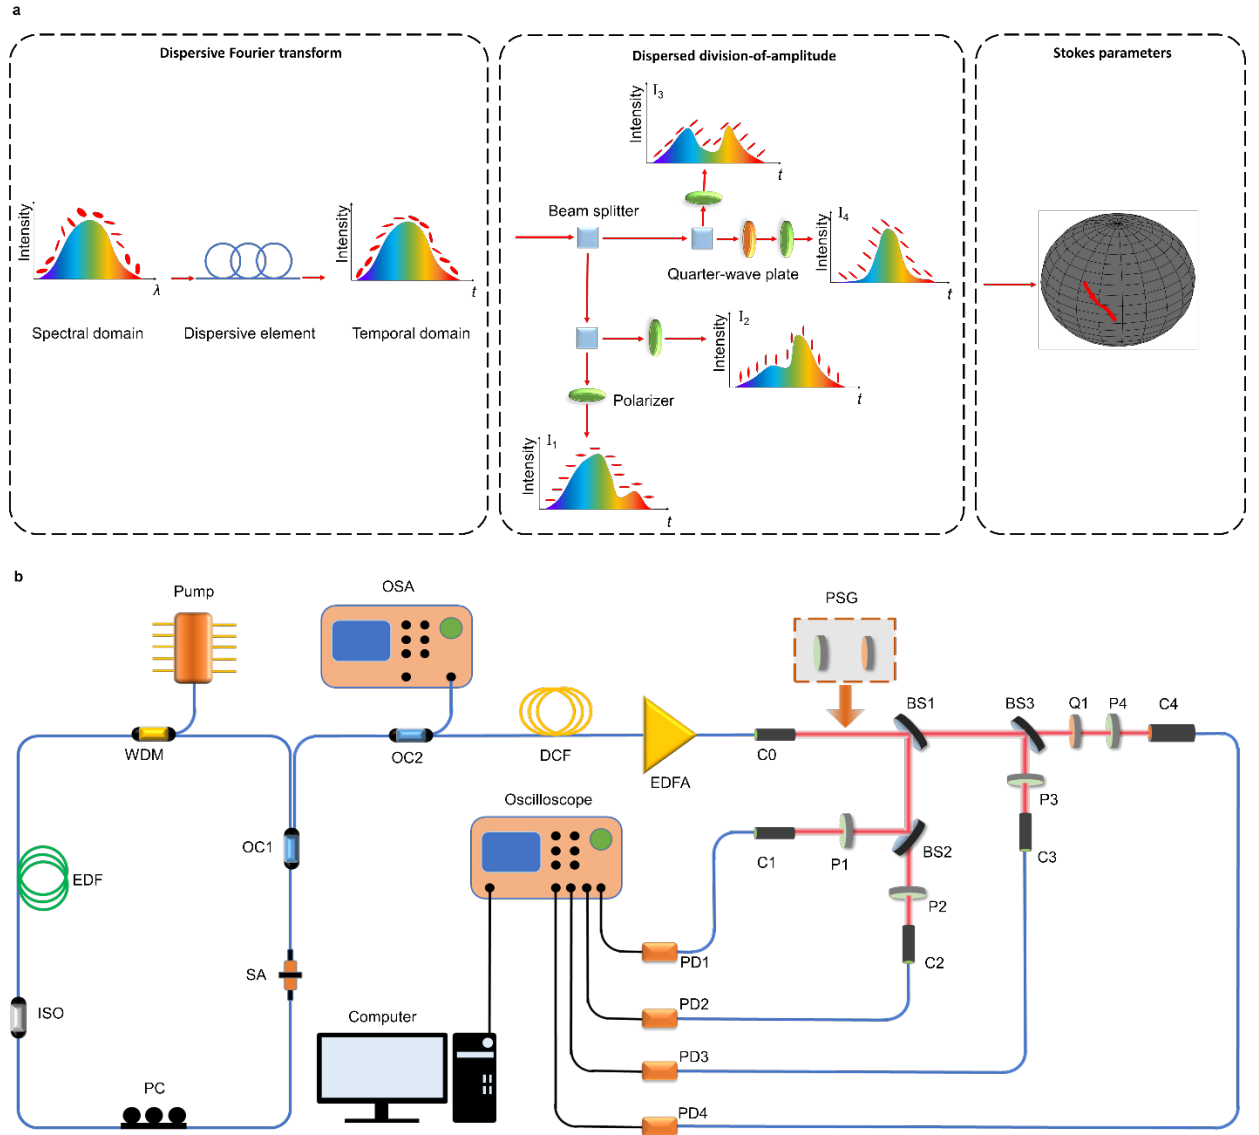 a
Dispersive Fourier transform
Dispersed division-of-amplitude
Stokes parameters
Intensity
λ
Intensity
t
Spectral domain
Dispersive element
Temporal domain
Intensity
I3
t
Beam splitter
Quarter-wave plate
Intensity
I4
t
Intensity
I2
t
Polarizer
Intensity
I1
t
b
Pump
OSA
PSG
WDM
OC2
DCF
EDFA
C0
BS1
BS3
Q1
P4
C4
Oscilloscope
P3
OC1
C1
P1
BS2
C3
EDF
P2
PD1
C2
SA
ISO
PD2
Computer
PD3
PC
PD4